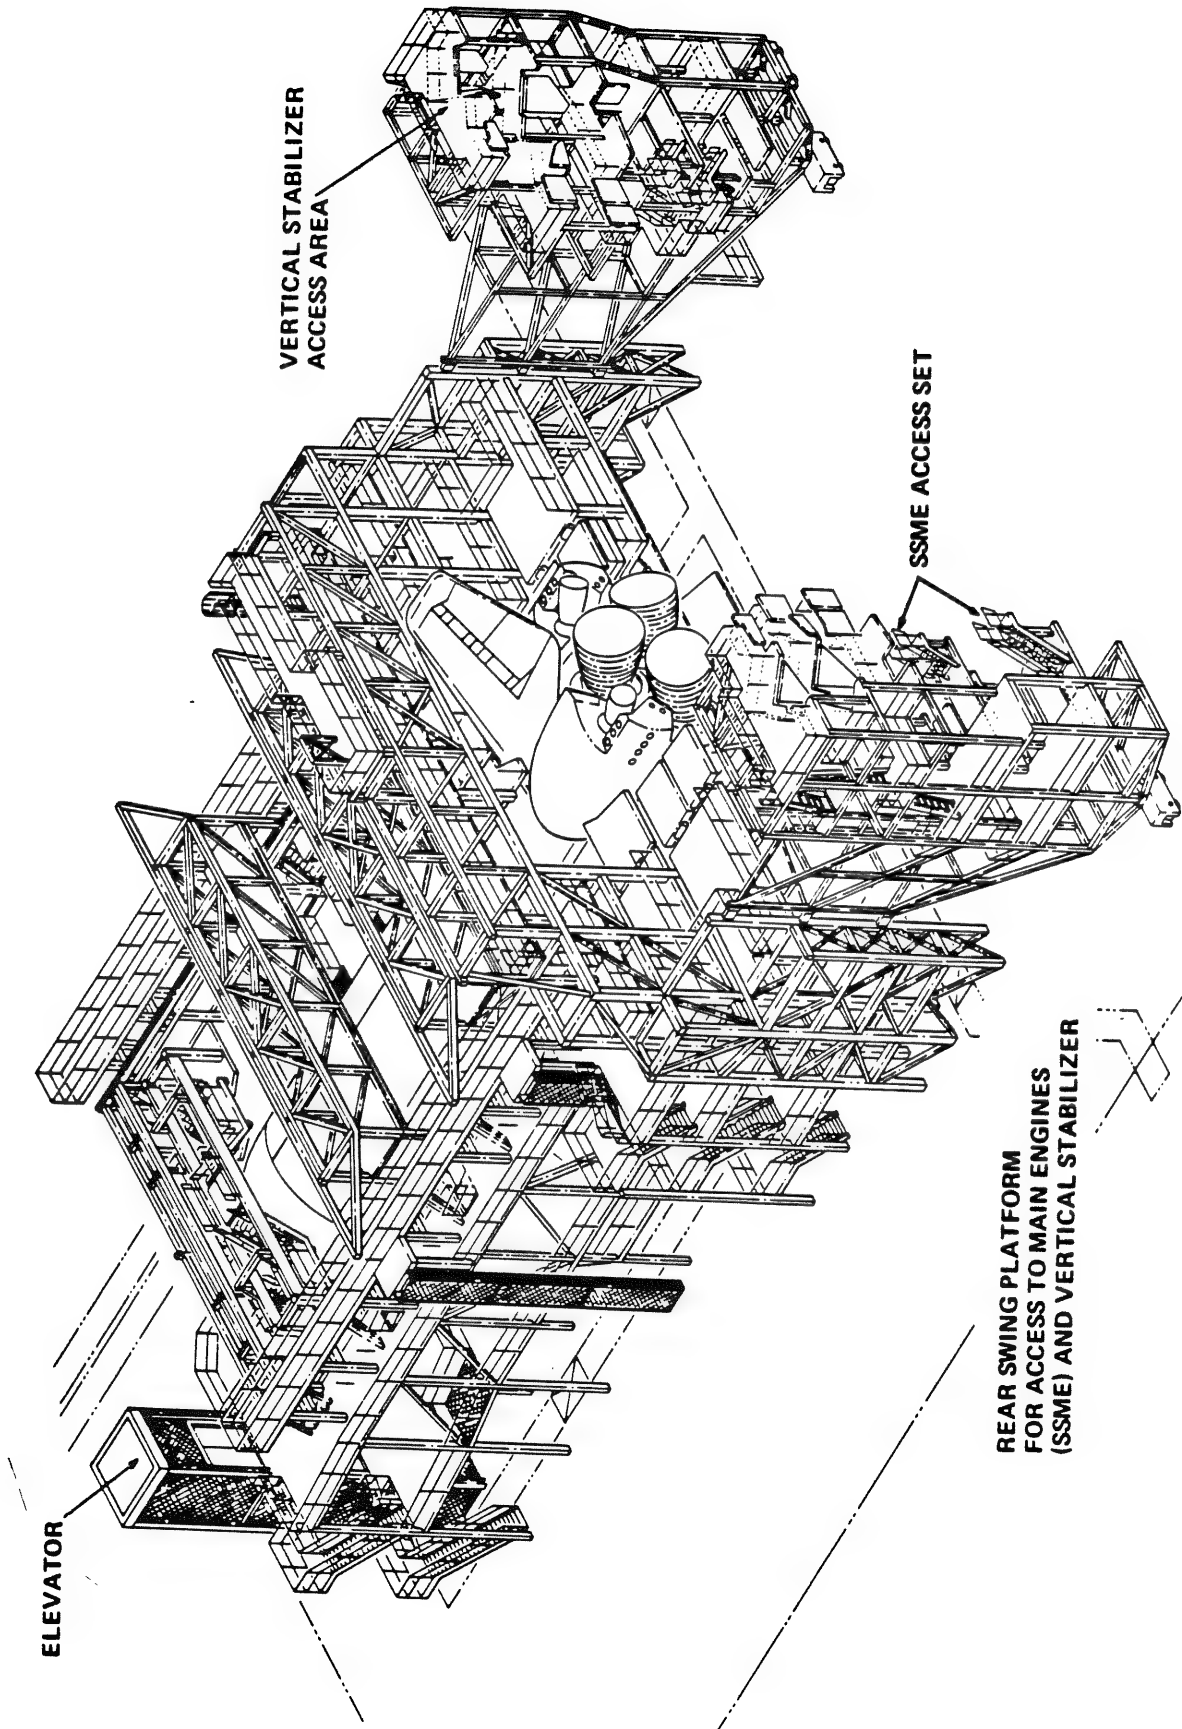 ELEVATOR
VERTICAL STABILIZER
ACCESS AREA
SSME ACCESS SET
REAR SWING PLATFORM
FOR ACCESS TO MAIN ENGINES
(SSME) AND VERTICAL STABILIZER